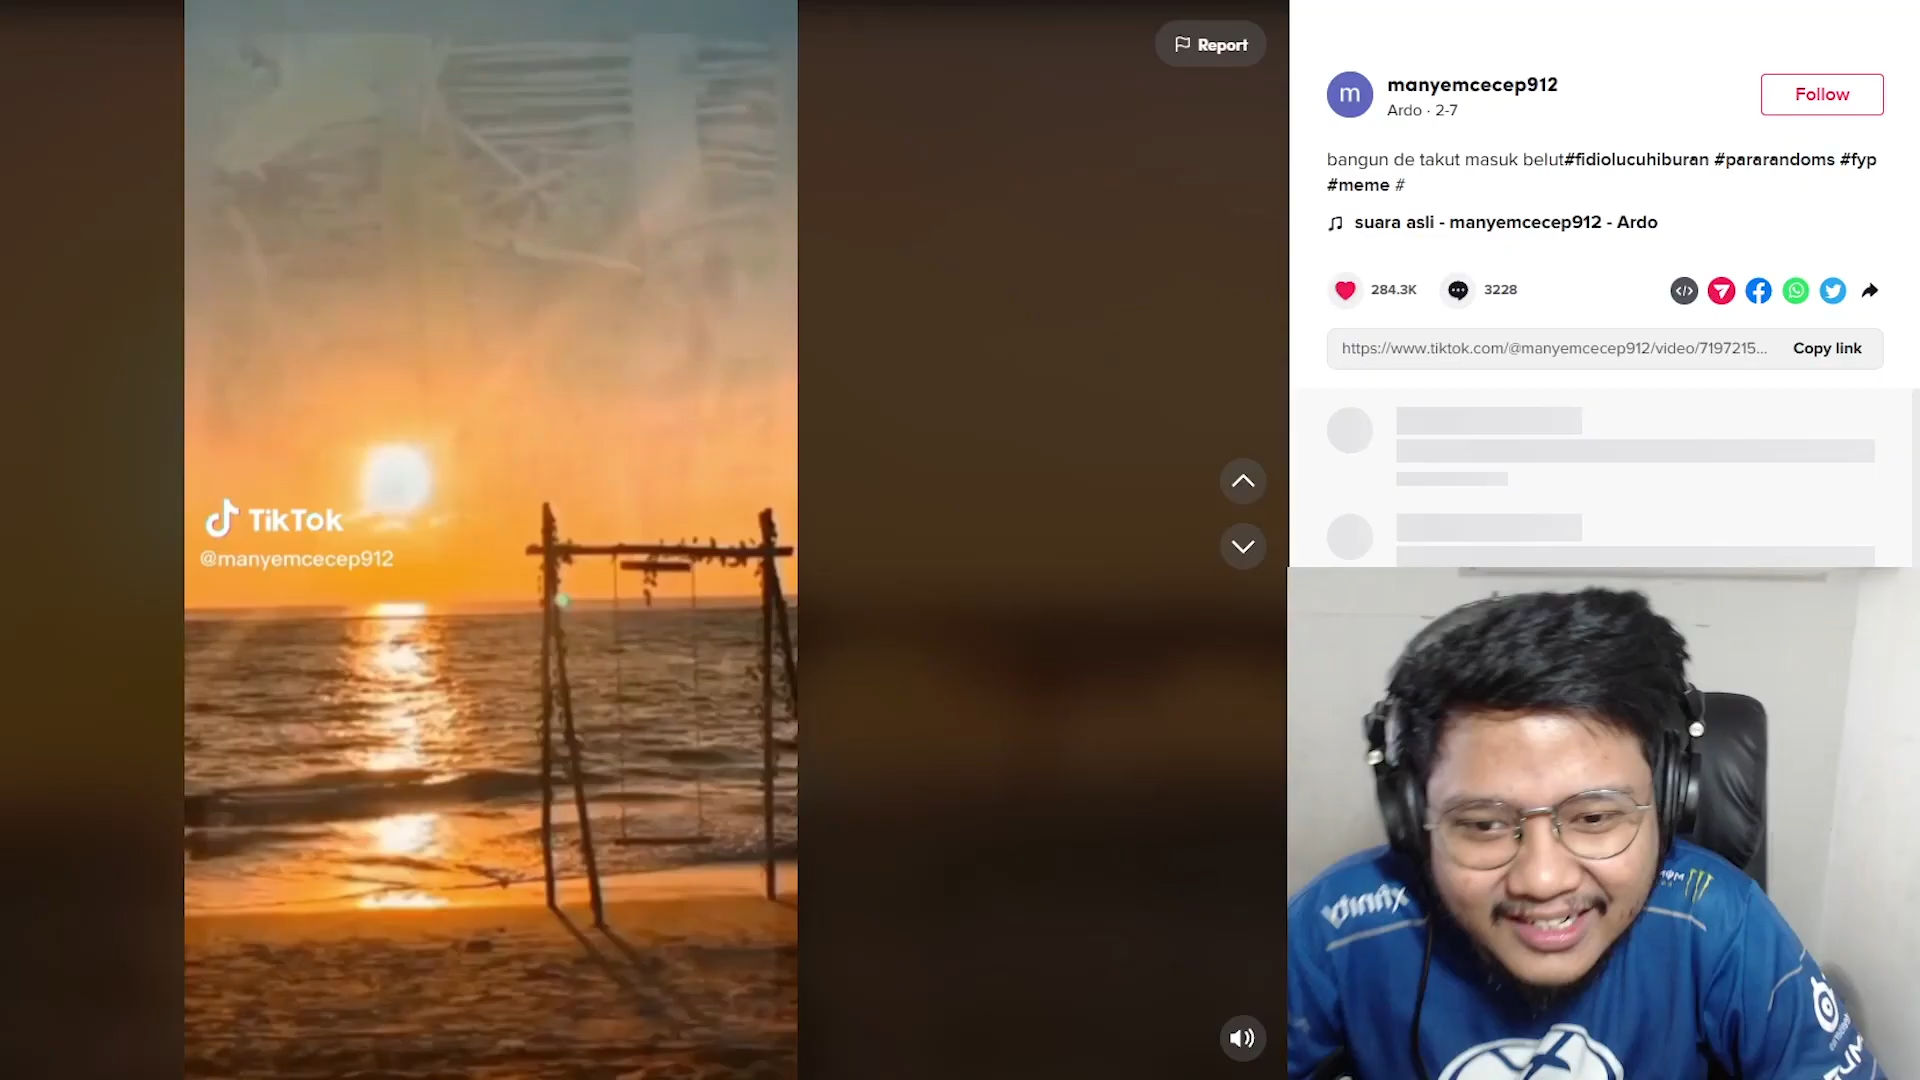 Report
TikTok
@manyemcecep912
m
manyemcecep912
Ardo · 2-7
Follow
bangun de takut masuk belut#fidiolucuhiburan #pararandoms #fyp
#meme #
suara asli - manyemcecep912 - Ardo
284.3K
3228
https://www.tiktok.com/@manyemcecep912/video/7197215...
Copy link
xfinity